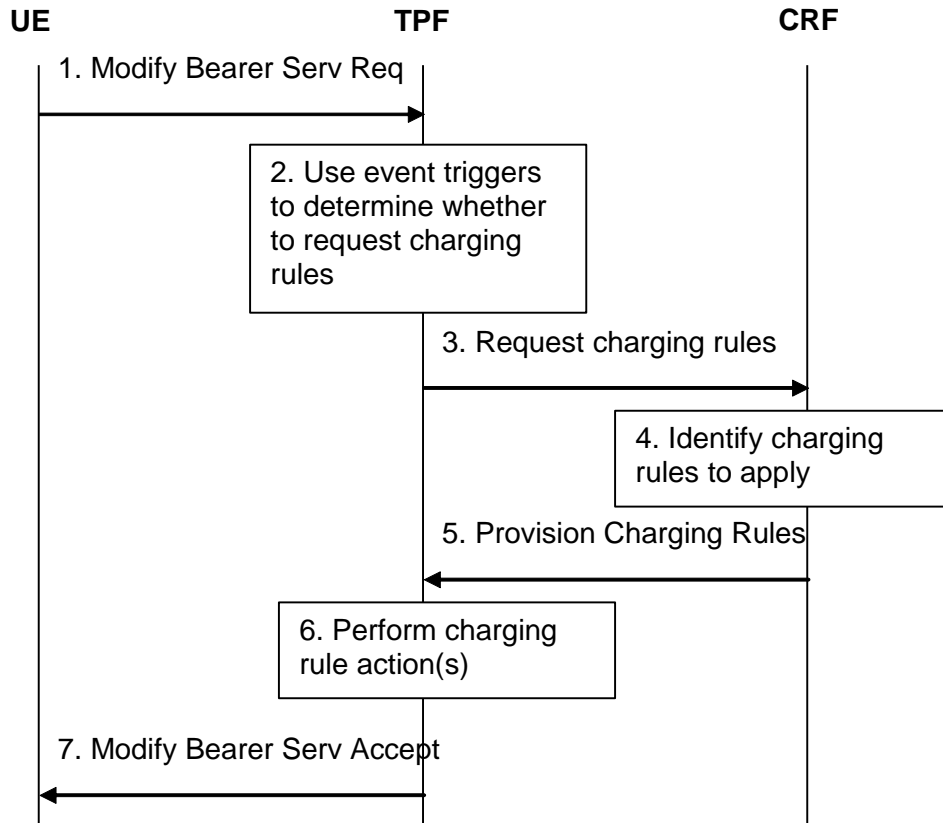 UE
TPF
CRF
1. Modify Bearer Serv Req
2. Use event triggers
to determine whether
to request charging
rules
3. Request charging rules
4. Identify charging
rules to apply
5. Provision Charging Rules
6. Perform charging
rule action(s)
7. Modify Bearer Serv Accept